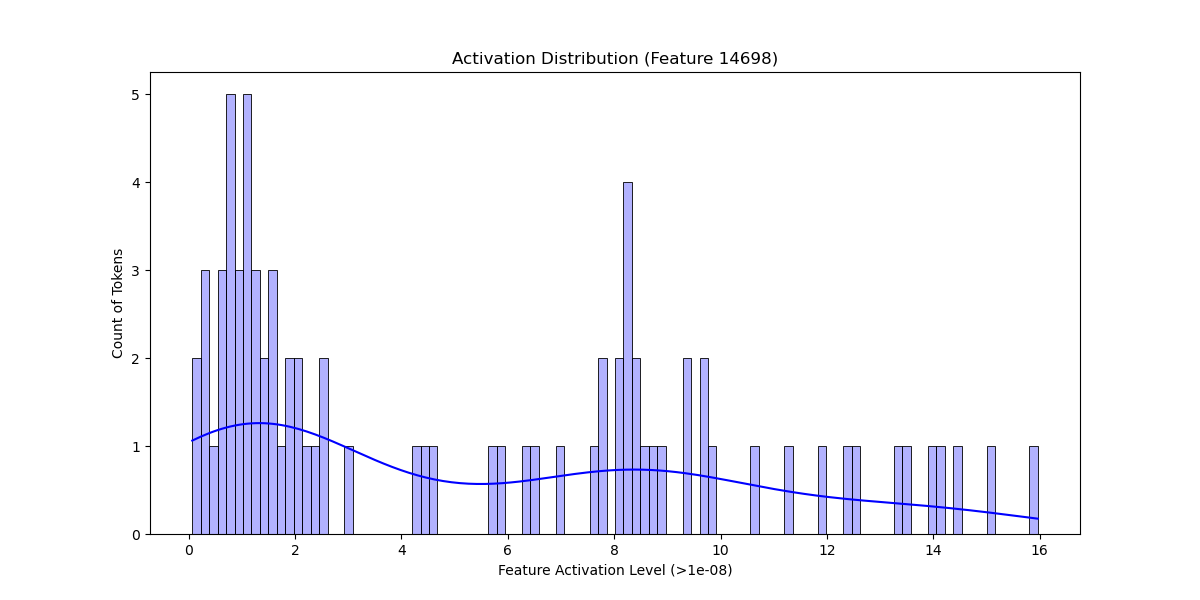 Activation Distribution (Feature 14698)
5
4
3
2
1
0
Count of Tokens
0 2 4 6 8 10 12 14 16
Feature Activation Level (>1e-08)